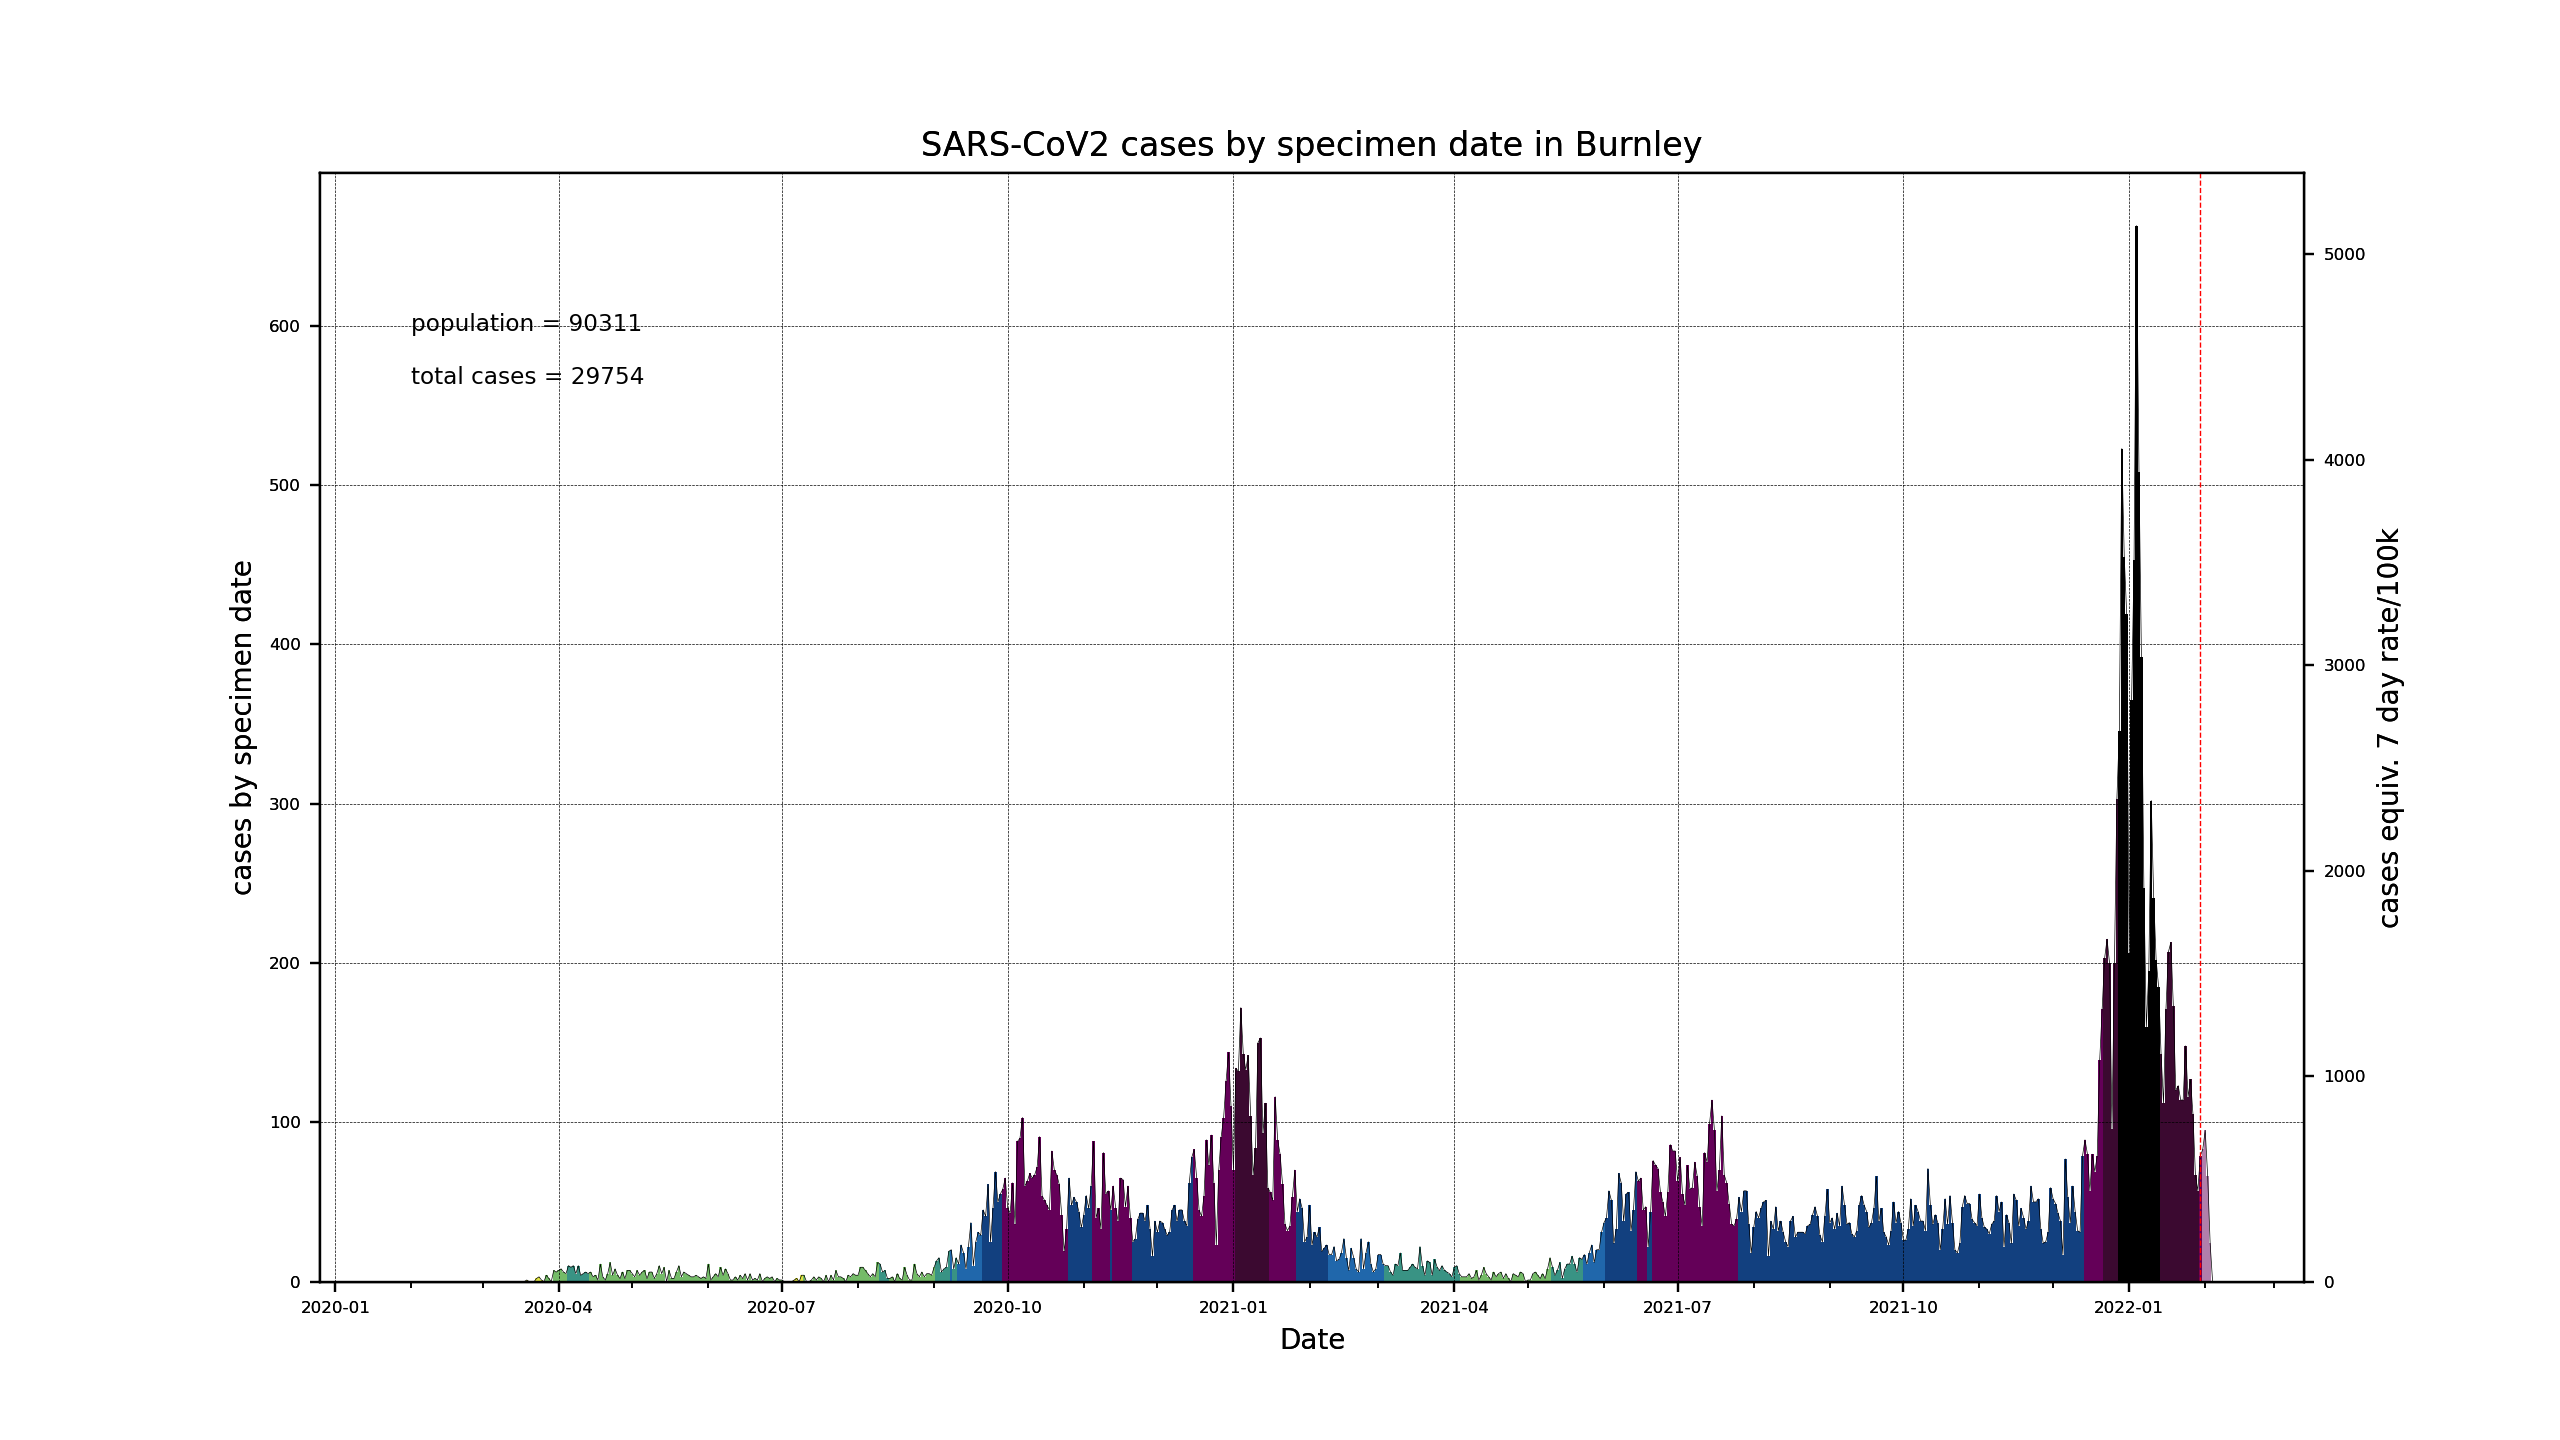 SARS-CoV2 cases by specimen date in Burnley
population = 90311
total cases = 29754
cases by specimen date
600
500
400
300
200
100
0
5000
4000
3000
2000
1000
0
cases equiv. 7 day rate/100k
2020-01 2020-04 2020-07 2020-10 2021-01 2021-04 2021-07 2021-10 2022-01
Date